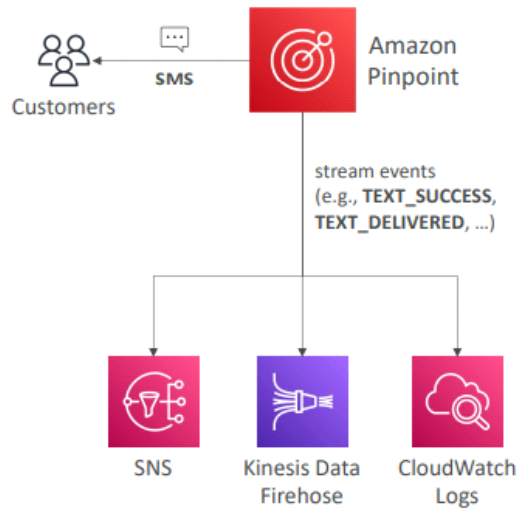 Amazon
Pinpoint
SMS
Customers
stream events
(e.g., TEXT_SUCCESS,
TEXT_DELIVERED, ...)
SNS
Kinesis Data
Firehose
CloudWatch
Logs